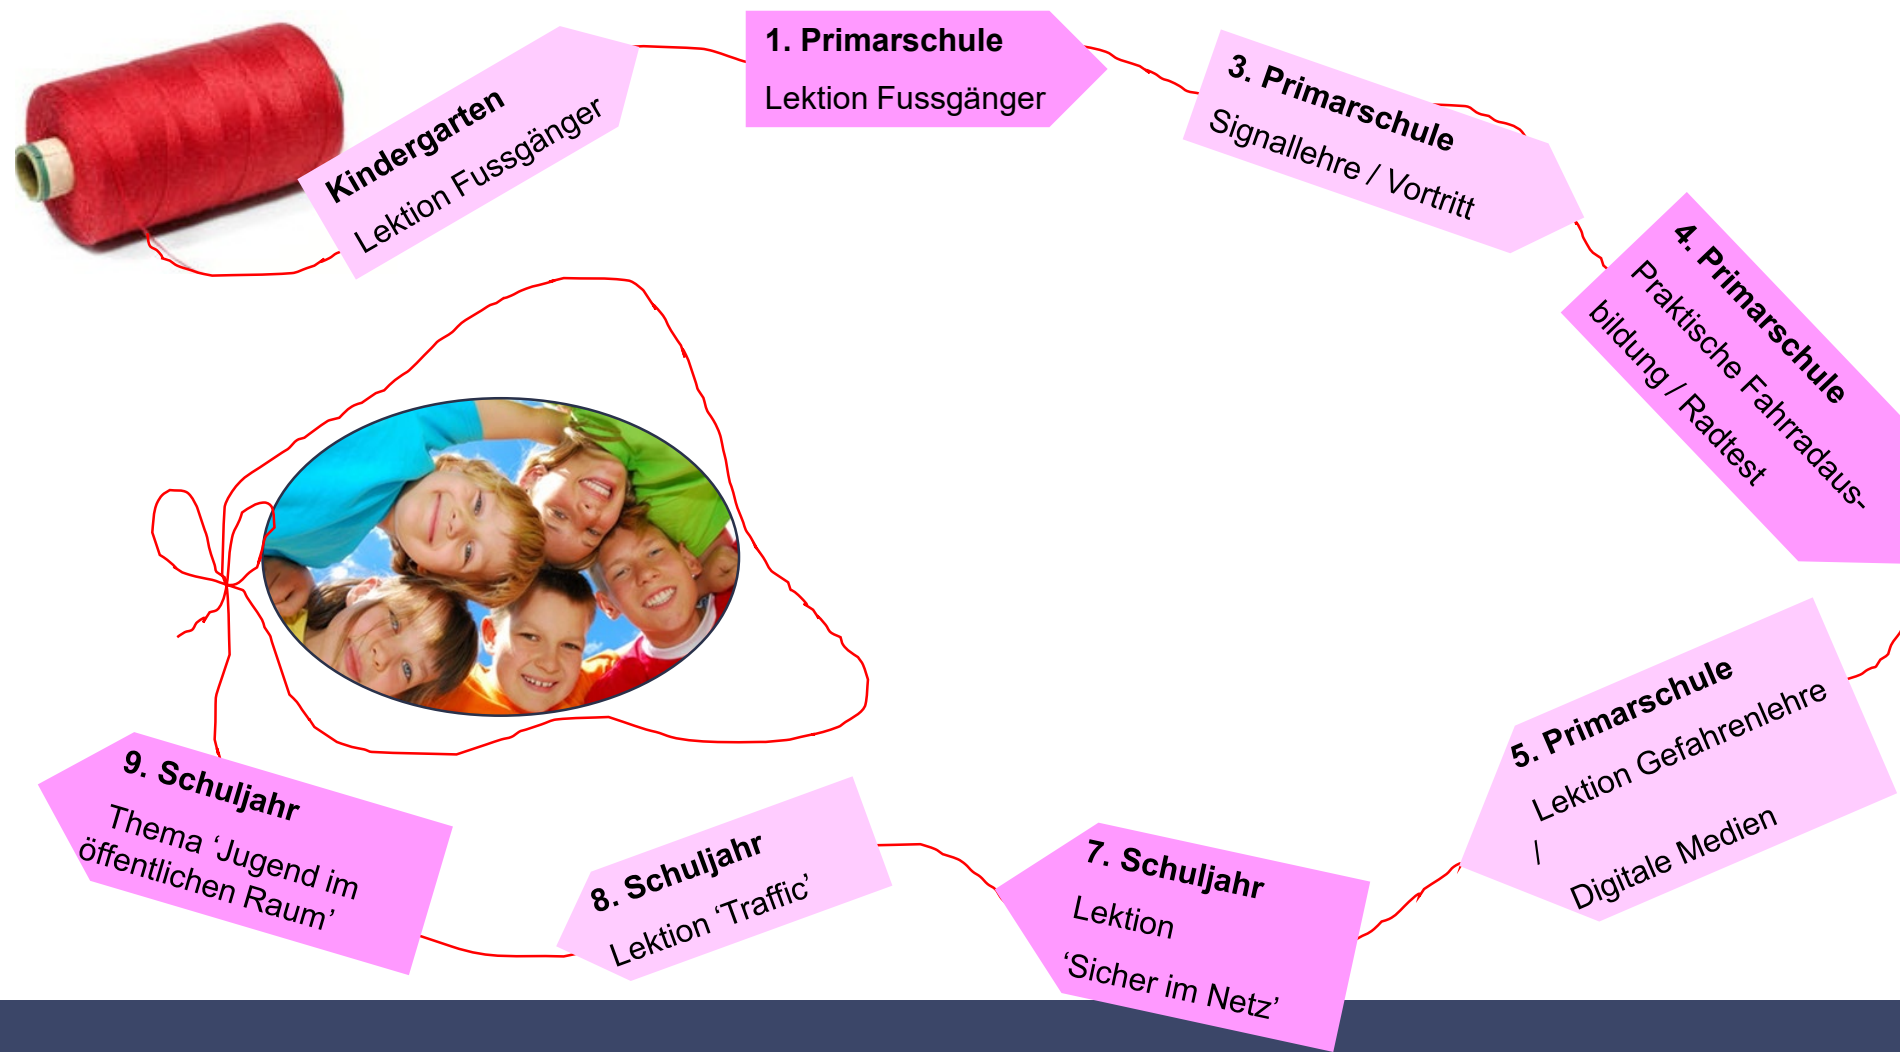 Kindergarten
Lektion Fussgänger
1. Primarschule
Lektion Fussgänger
3. Primarschule
Signallehre / Vortritt
4. Primarschule
Praktische Fahrradaus-
bildung / Radtest
5. Primarschule
Lektion Gefahrenlehre
/
Digitale Medien
7. Schuljahr
Lektion
‘Sicher im Netz’
8. Schuljahr
Lektion ‘Traffic’
9. Schuljahr
Thema ‘Jugend im
öffentlichen Raum’